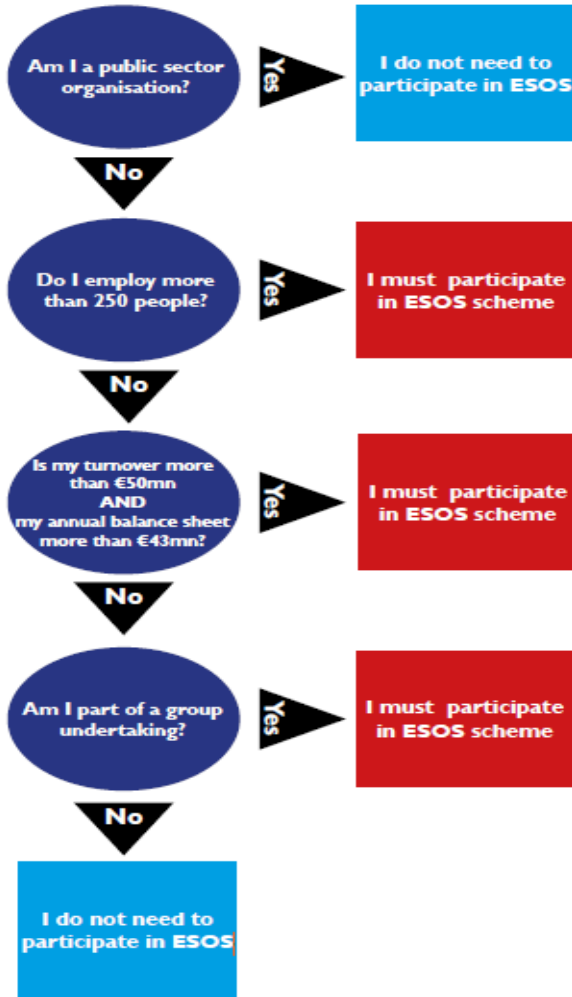 Am I a public sector
organisation?
Yes
I do not need to
participate in ESOS
No
Do I employ more
than 250 people?
Yes
I must participate
in ESOS scheme
No
Is my turnover more
than €50mn
AND
my annual balance sheet
more than €43mn?
Yes
I must participate
in ESOS scheme
No
Am I part of a group
undertaking?
Yes
I must participate
in ESOS scheme
No
I do not need to
participate in ESOS